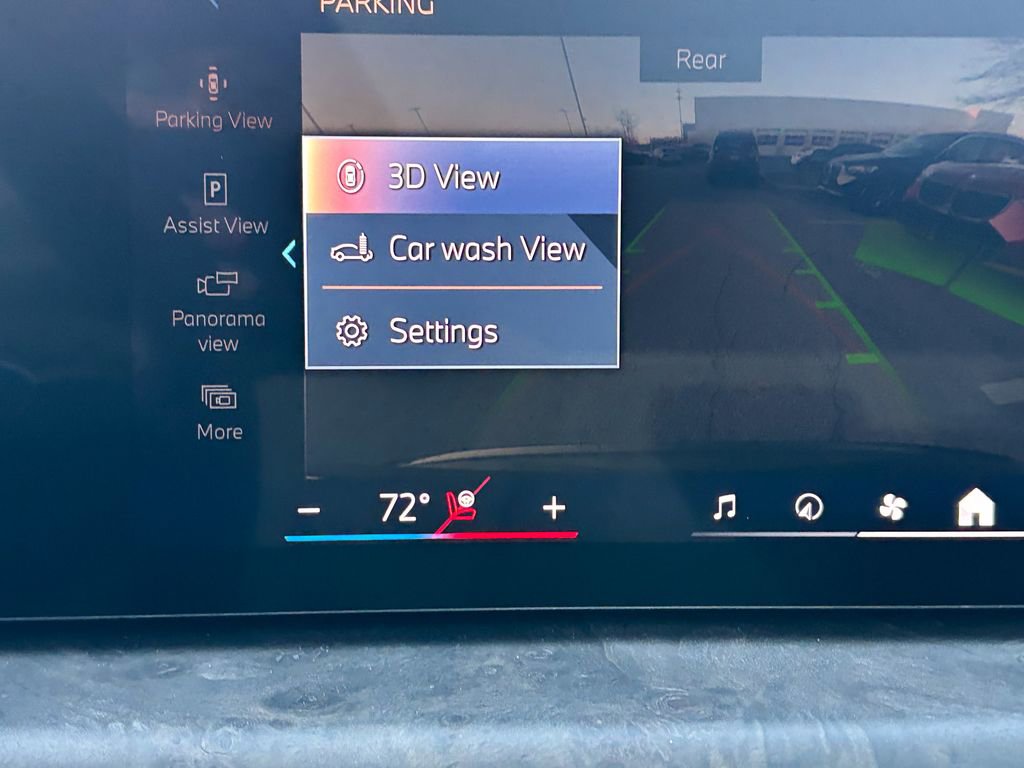 PARKING
Rear
Parking View
3D View
Assist View
P
Car wash View
Panorama
view
Settings
More
− 72° +